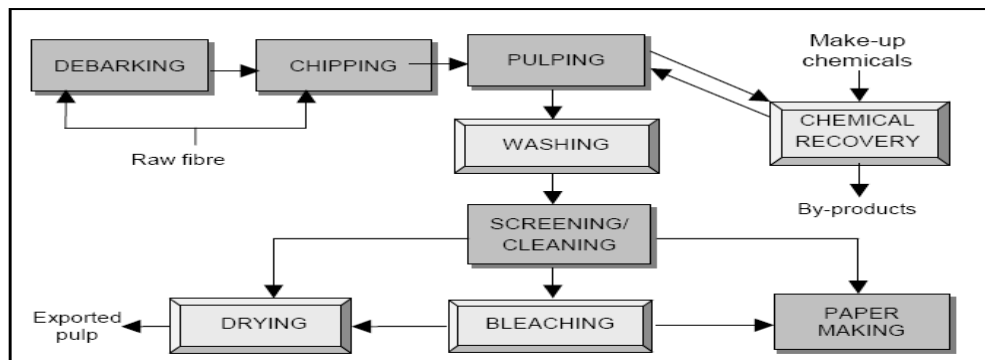 DEBARKING
CHIPPING
PULPING
Make-up
chemicals
CHEMICAL
RECOVERY
Raw fibre
WASHING
By-products
SCREENING/
CLEANING
Exported
pulp
DRYING
BLEACHING
PAPER
MAKING